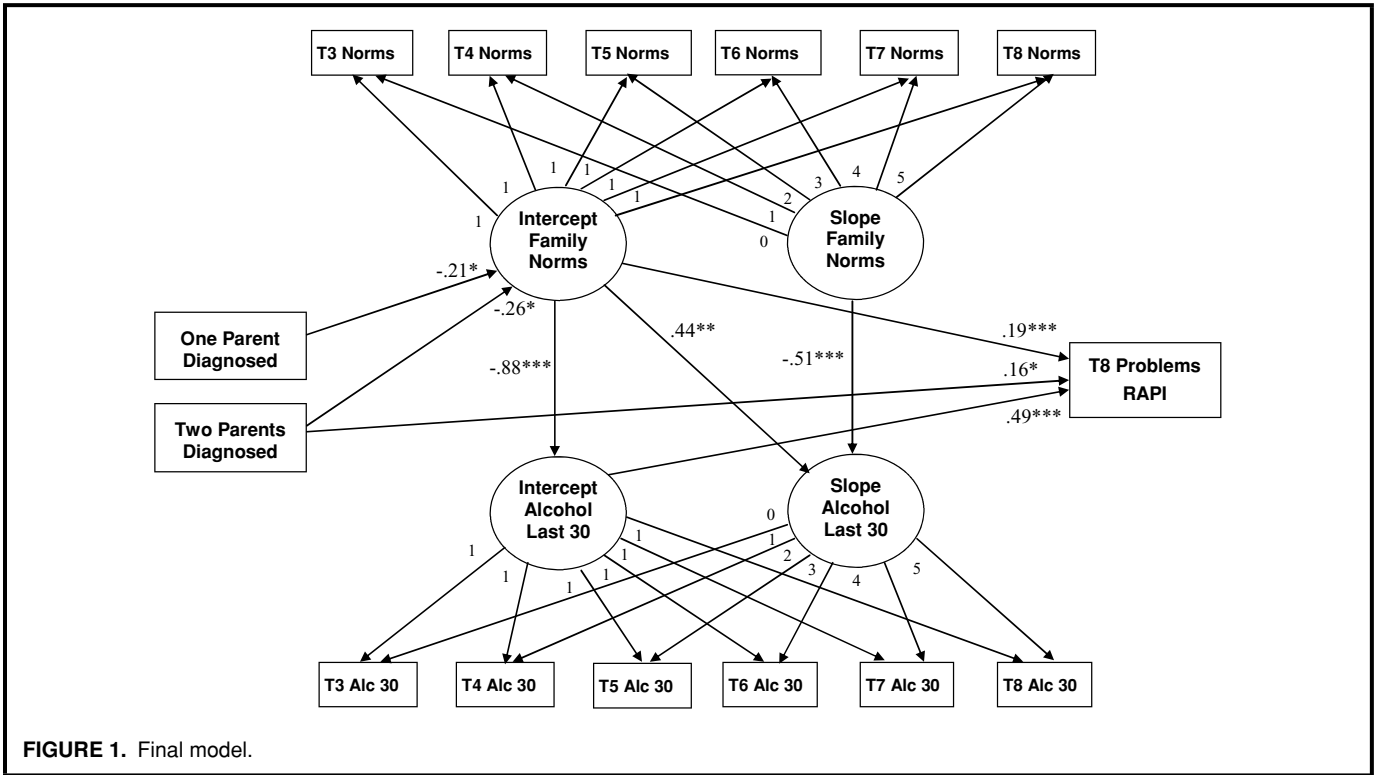 T3 Norms
T4 Norms
T5 Norms
T6 Norms
T7 Norms
T8 Norms
1
1
1
1
1
1
0
1
2
3
4
5
Intercept
Family
Norms
Slope
Family
Norms
-.21*
-.26*
One Parent
Diagnosed
Two Parents
Diagnosed
-.88***
.44**
-.51***
.19***
.16*
.49***
T8 Problems
RAPI
Intercept
Alcohol
Last 30
Slope
Alcohol
Last 30
1
1
1
1
1
1
0
1
2
3
4
5
T3 Alc 30
T4 Alc 30
T5 Alc 30
T6 Alc 30
T7 Alc 30
T8 Alc 30
FIGURE 1. Final model.